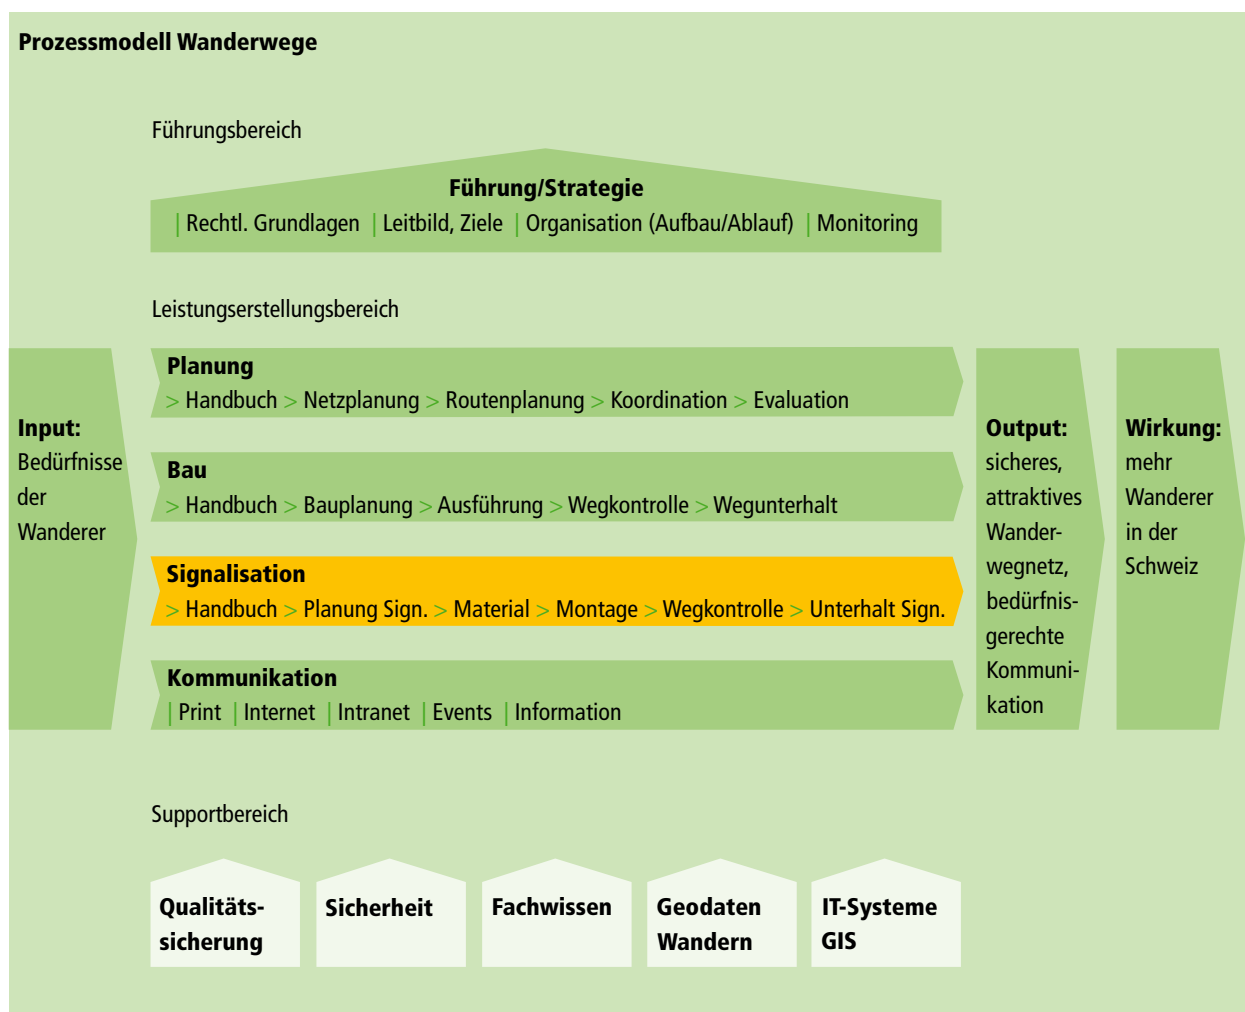 Prozessmodell Wanderwege
Führungsbereich
Führung/Strategie
| Rechtl. Grundlagen | Leitbild, Ziele | Organisation (Aufbau/Ablauf) | Monitoring
Leistungserstellungsbereich
Input:
Bedürfnisse
der
Wanderer
Planung
> Handbuch > Netzplanung > Routenplanung > Koordination > Evaluation
Bau
> Handbuch > Bauplanung > Ausführung > Wegkontrolle > Wegunterhalt
Signalisation
> Handbuch > Planung Sign. > Material > Montage > Wegkontrolle > Unterhalt Sign.
Kommunikation
| Print | Internet | Intranet | Events | Information
Output:
sicheres,
attraktives
Wander-
wegnetz,
bedürfnis-
gerechte
Kommuni-
kation
Wirkung:
mehr
Wanderer
in der
Schweiz
Supportbereich
Qualitäts-
sicherung
Sicherheit
Fachwissen
Geodaten
Wandern
IT-Systeme
GIS